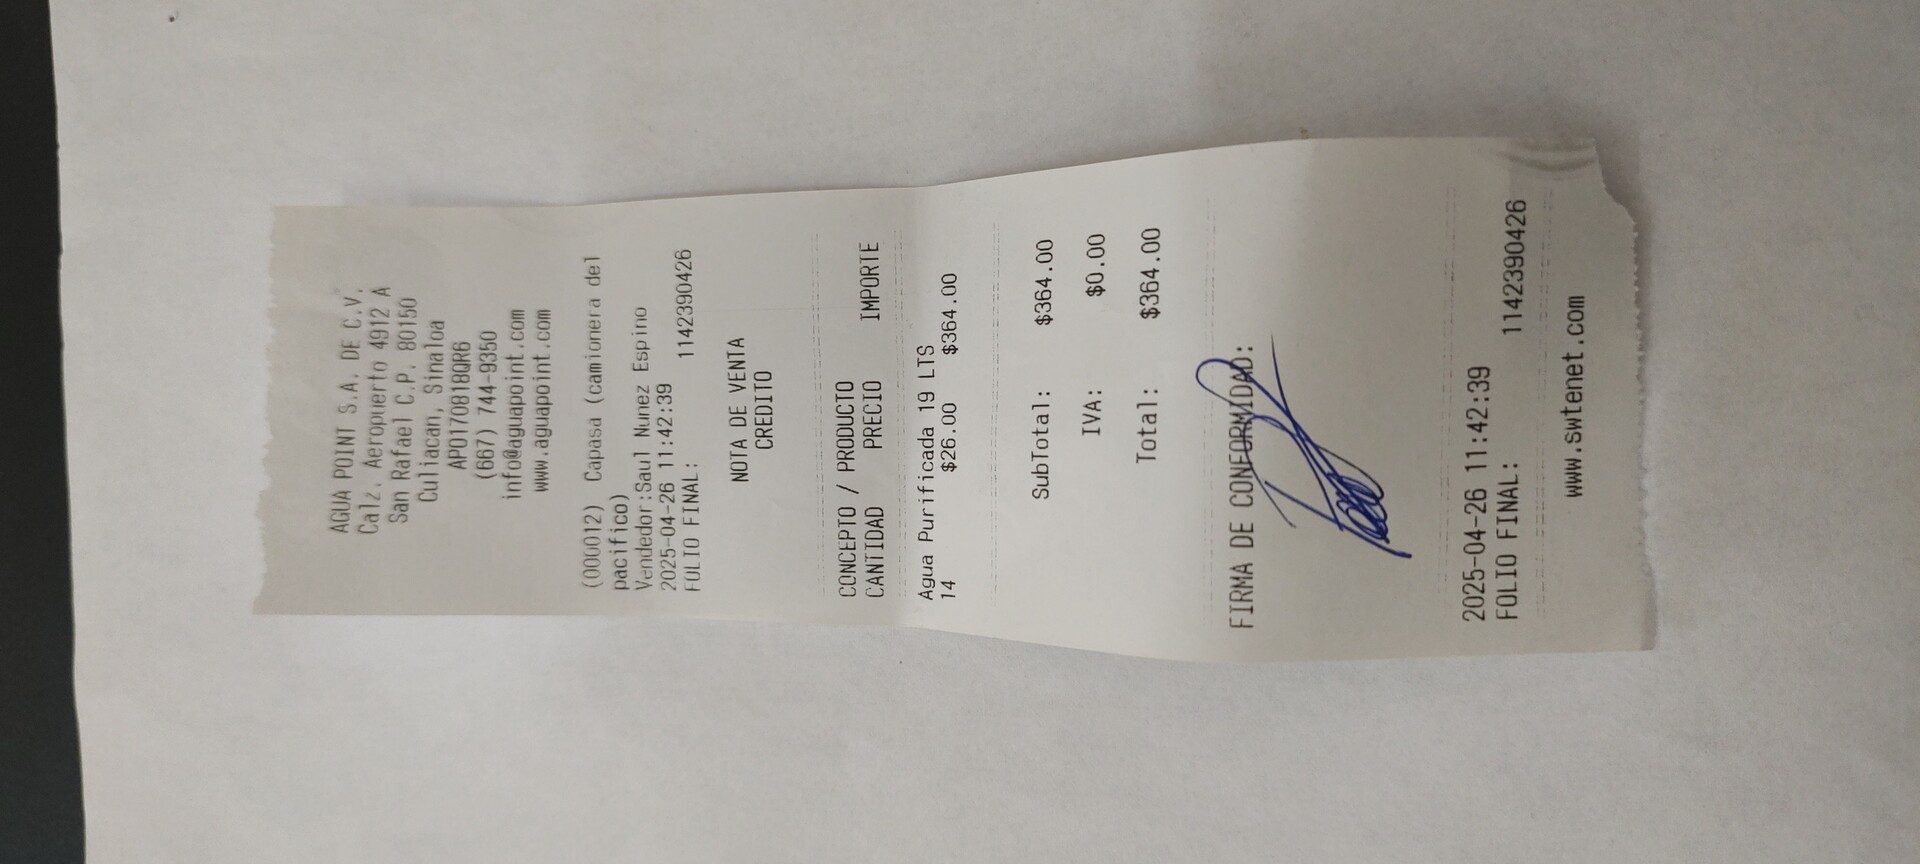 AGUA POINT S.A. DE C.V.
Calz. Aeropuerto 4912 A
San Rafael C.P. 80150
Culiacan, Sinaloa
APO170818QR6
(667) 744-9350
info@aguapoint.com
www.aguapoint.com
(000012) Capasa (camionera del
pacifico)
Vendedor:Saul Nunez Espino
2025-04-26 11:42:39
FOLIO FINAL: 1142390426
NOTA DE VENTA
CREDITO
CONCEPTO / PRODUCTO
CANTIDAD PRECIO IMPORTE
Agua Purificada 19 LTS
14 $26.00 $364.00
SubTotal: $364.00
IVA: $0.00
Total: $364.00
FIRMA DE CONFORMIDAD:
2025-04-26 11:42:39
FOLIO FINAL: 1142390426
www.swtenet.com